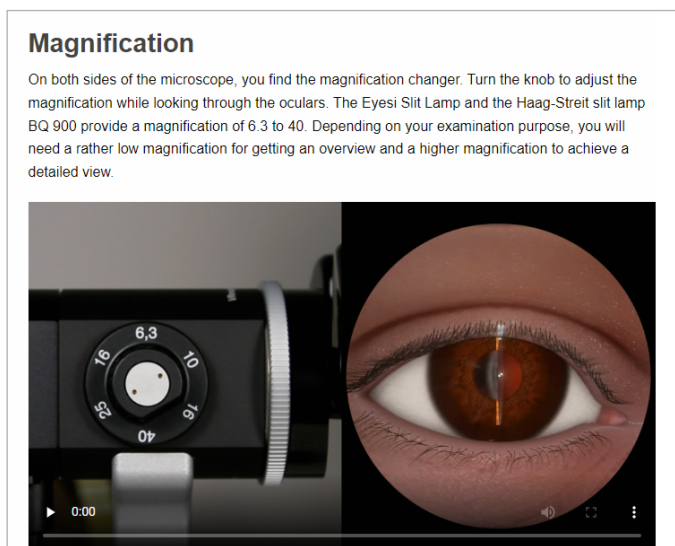 Magnification
On both sides of the microscope, you find the magnification changer. Turn the knob to adjust the
magnification while looking through the oculars. The Eyesi Slit Lamp and the Haag-Streit slit lamp
BQ 900 provide a magnification of 6.3 to 40. Depending on your examination purpose, you will
need a rather low magnification for getting an overview and a higher magnification to achieve a
detailed view.
6,3
16
10
25
16
40
0:00